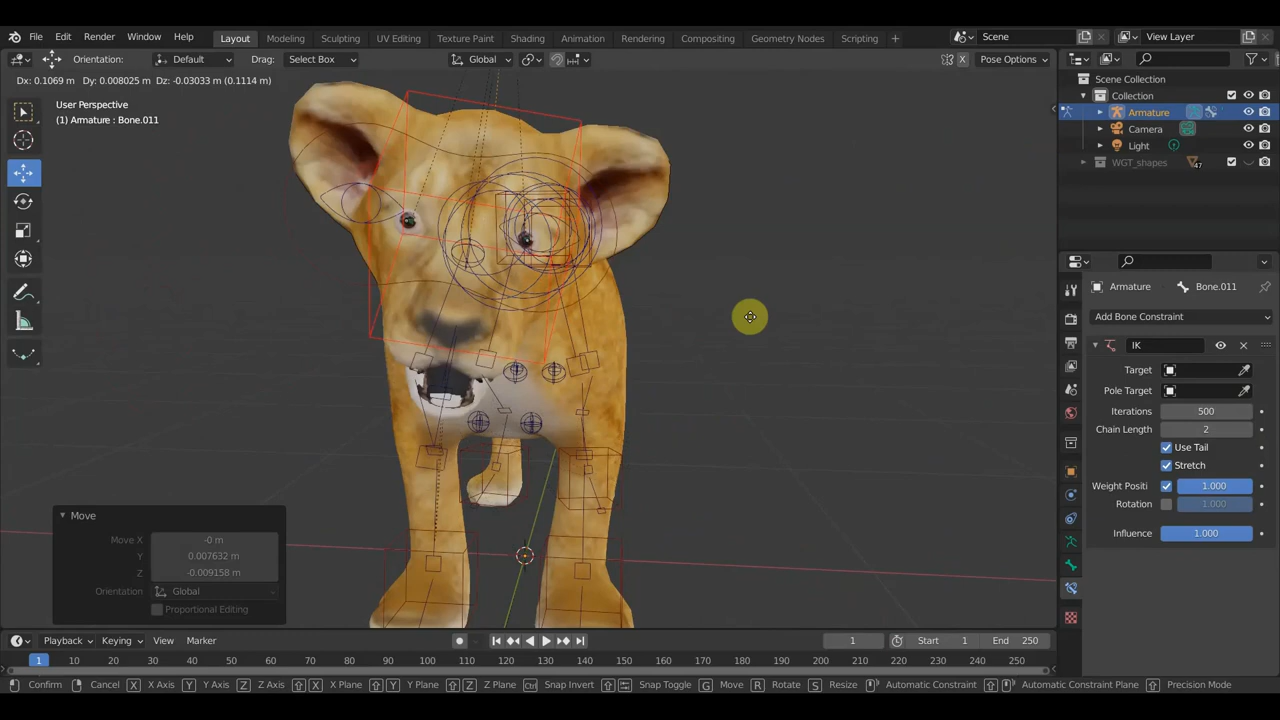 File Edit Render Window Help Layout Modeling Sculpting UV Editing Texture Paint Shading Animation Rendering Compositing Geometry Nodes Scripting + Scene View Layer
Orientation: Default Drag: Select Box Global X Pose Options
Dx: 0.1069 m Dy: 0.008025 m Dz: -0.03033 m (0.1114 m)
User Perspective
(1) Armature : Bone.011
Scene Collection
Collection
Armature
Camera
Light
WGT_shapes 47
Armature Bone.011
Add Bone Constraint
IK
Target
Pole Target
Iterations 500
Chain Length 2
Use Tail
Stretch
Weight Positi 1.000
Rotation 1.000
Influence 1.000
Move
Move X -0 m
Y 0.007632 m
Z -0.009158 m
Orientation Global
Proportional Editing
Playback Keying View Marker 1 Start 1 End 250
1 10 20 30 40 50 60 70 80 90 100 110 120 130 140 150 160 170 180 190 200 210 220 230 240 250
Confirm Cancel X X Axis Y Y Axis Z Z Axis X X Plane Y Y Plane Z Z Plane Ctrl Snap Invert Snap Toggle G Move R Rotate S Resize Automatic Constraint Automatic Constraint Plane Precision Mode